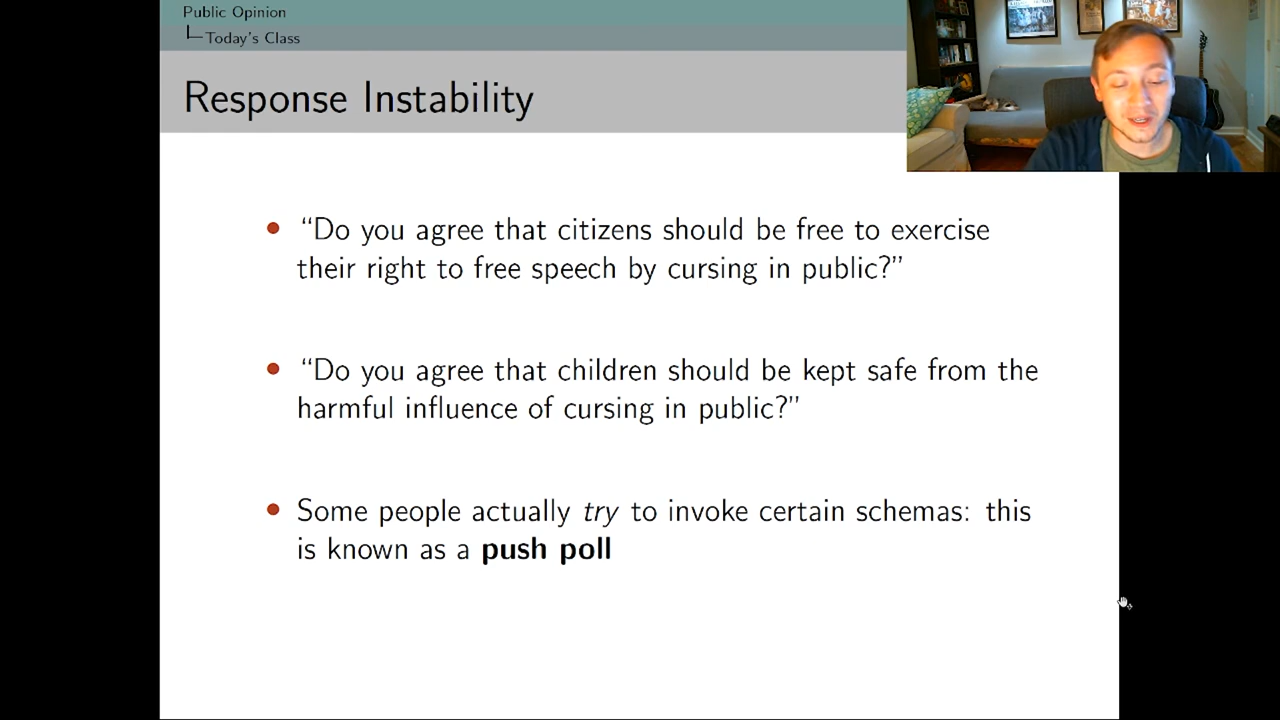 Public Opinion
Today's Class
Response Instability
“Do you agree that citizens should be free to exercise
their right to free speech by cursing in public?”
“Do you agree that children should be kept safe from the
harmful influence of cursing in public?”
Some people actually try to invoke certain schemas: this
is known as a push poll